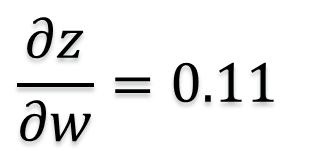 ∂z/∂w = 0.11